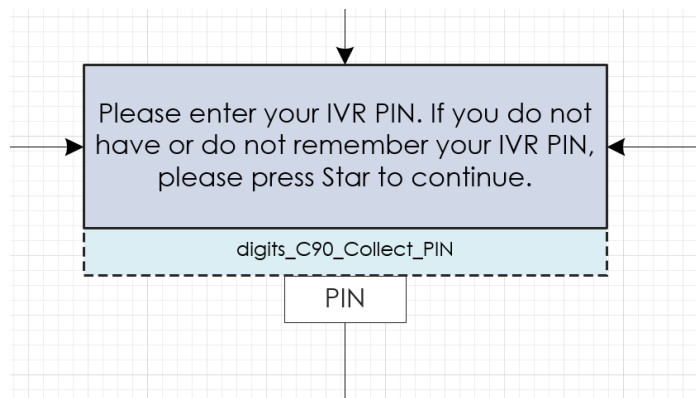 Please enter your IVR PIN. If you do not
have or do not remember your IVR PIN,
please press Star to continue.
digits_C90_Collect_PIN
PIN